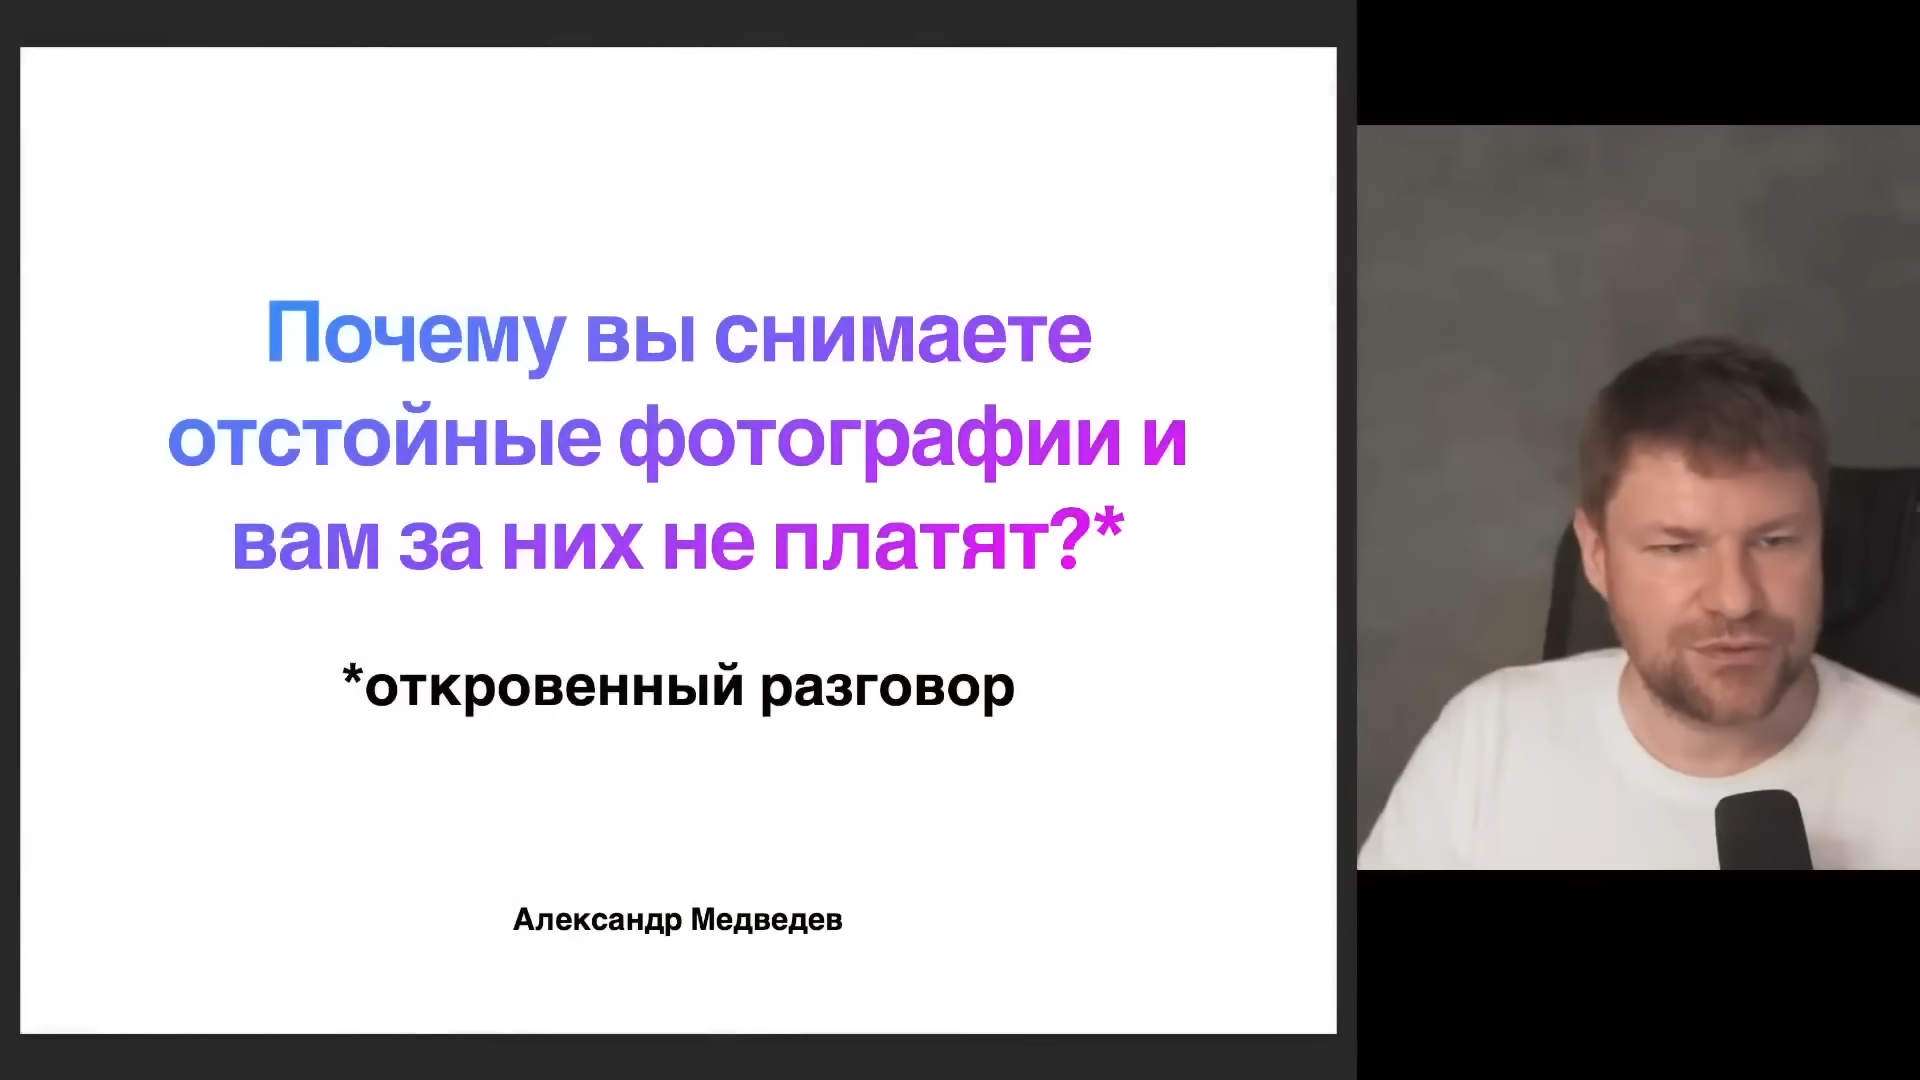 Почему вы снимаете
отстойные фотографии и
вам за них не платят?*
*откровенный разговор
Александр Медведев